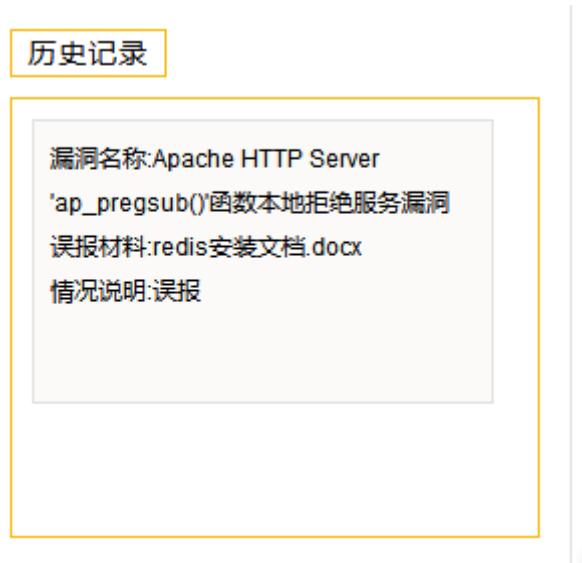 历史记录
漏洞名称:Apache HTTP Server
'ap_pregsub()'函数本地拒绝服务漏洞
误报材料:redis安装文档.docx
情况说明:误报